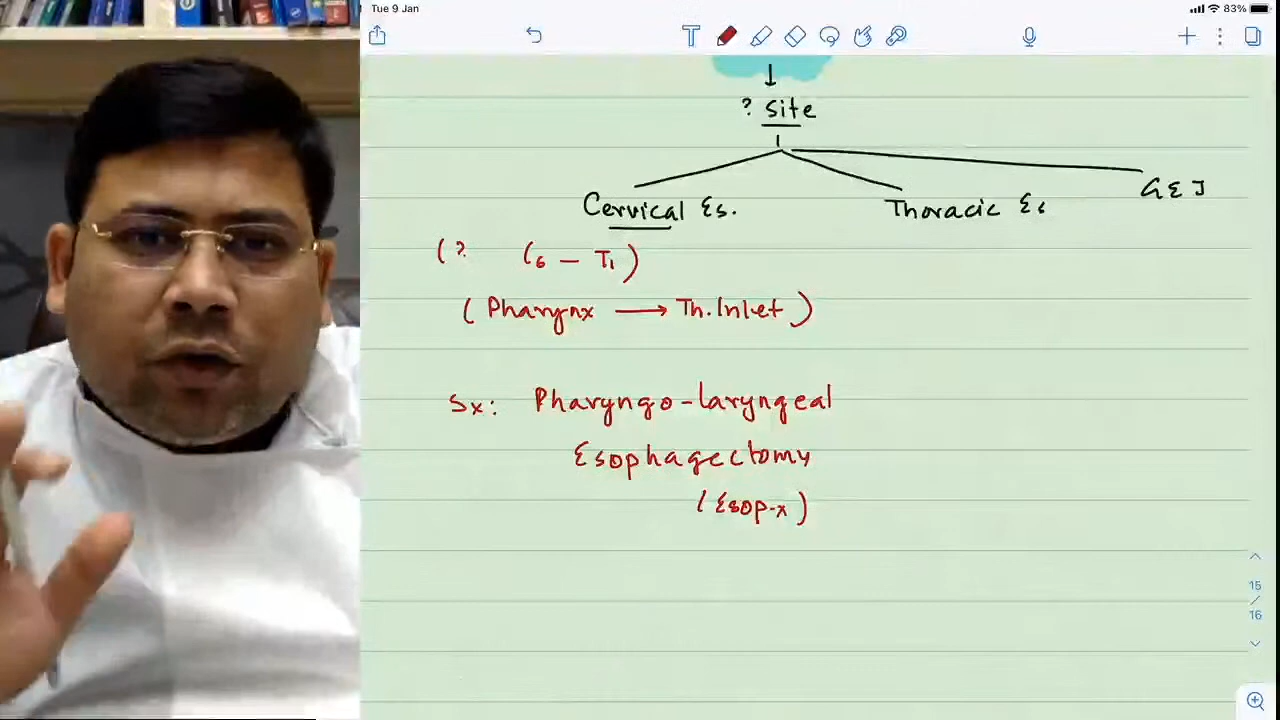 Tue 9 Jan
83%
T
? Site
Cervical Es.
Thoracic Es
GEJ
(? C6 - T1)
(Pharynx → Th. Inlet)
Sx: Pharyngo-laryngeal
Esophagectomy
(Esop-x)
15
/
16